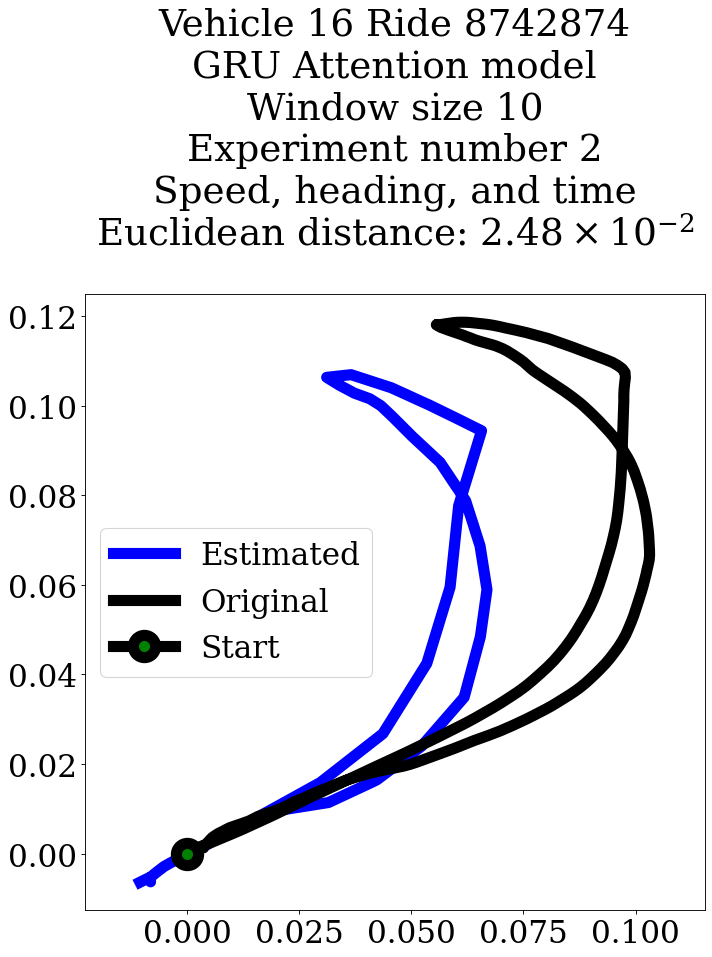 Vehicle 16 Ride 8742874
GRU Attention model
Window size 10
Experiment number 2
Speed, heading, and time
Euclidean distance: 2.48 × 10⁻²
0.12
0.10
0.08
0.06
0.04
0.02
0.00
Estimated
Original
Start
0.000 0.025 0.050 0.075 0.100